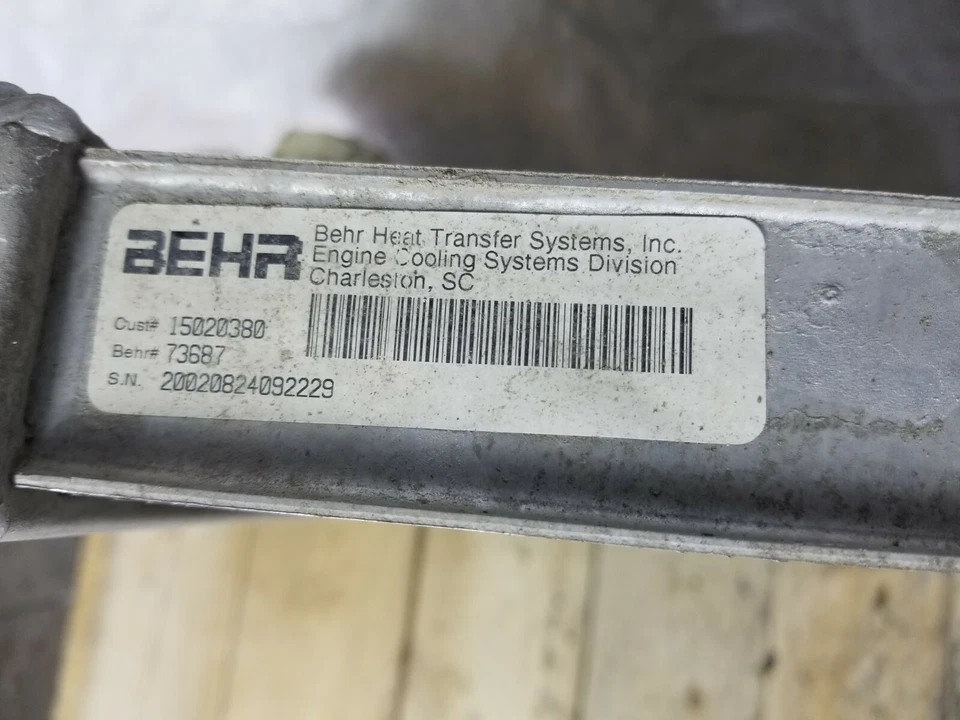 BEHR
Behr Heat Transfer Systems, Inc.
Engine Cooling Systems Division
Charleston, SC
Cust# 15020380
Behr# 73687
S.N. 20020824092229